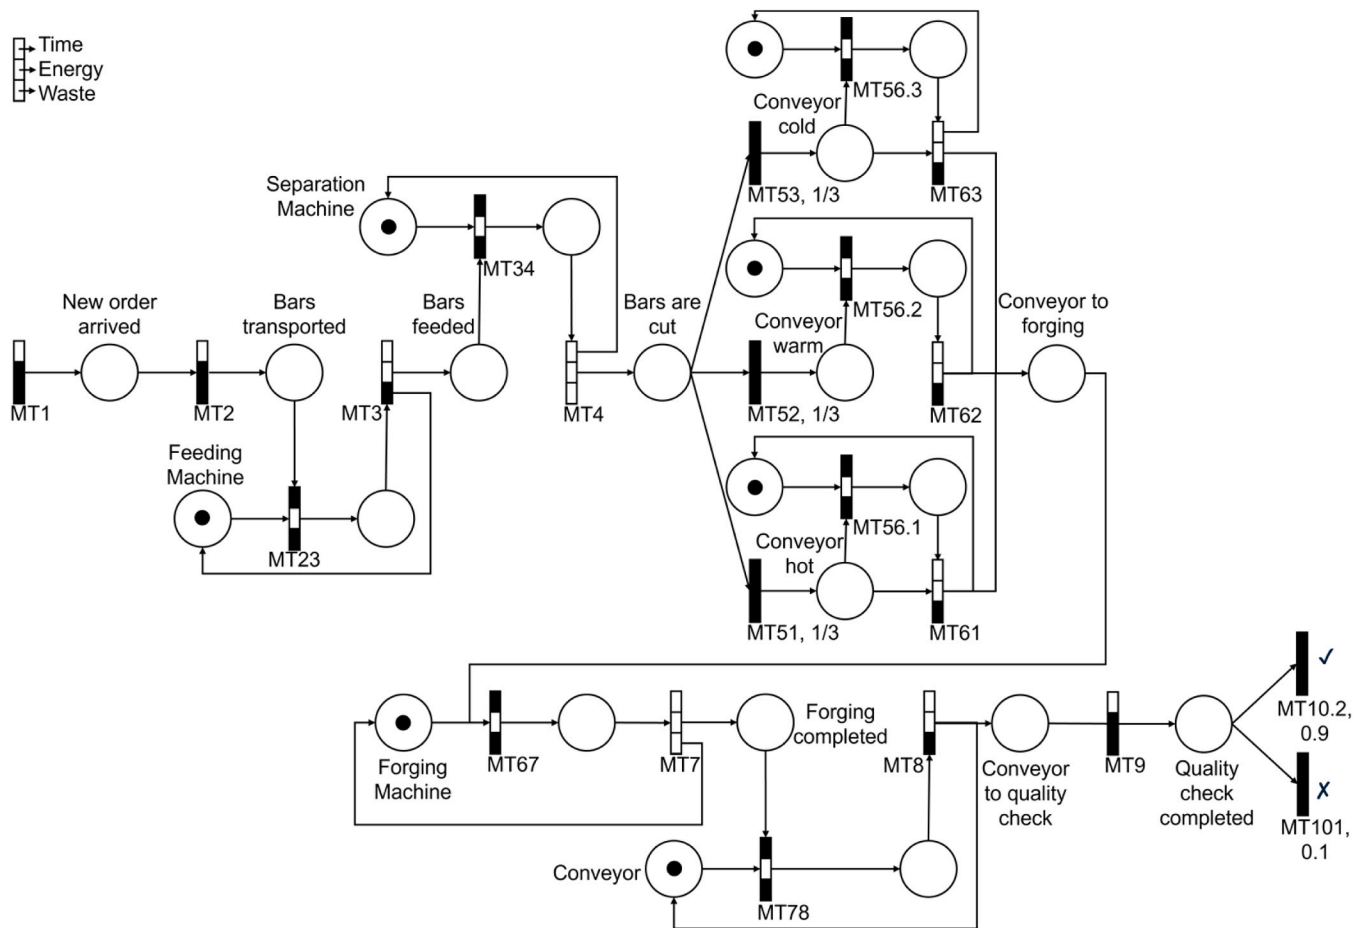 Time
Energy
Waste
MT56.3
Conveyor
cold
MT53, 1/3
MT63
Separation
Machine
MT34
MT56.2
New order
arrived
Bars
transported
Bars
feeded
Bars are
cut
Conveyor
warm
Conveyor to
forging
MT1
MT2
MT3
MT4
MT52, 1/3
MT62
Feeding
Machine
MT23
MT56.1
Conveyor
hot
MT51, 1/3
MT61
Forging
Machine
MT67
MT7
Forging
completed
MT8
Conveyor
to quality
check
MT9
Quality
check
completed
✓
MT10.2,
0.9
✗
MT101,
0.1
Conveyor
MT78